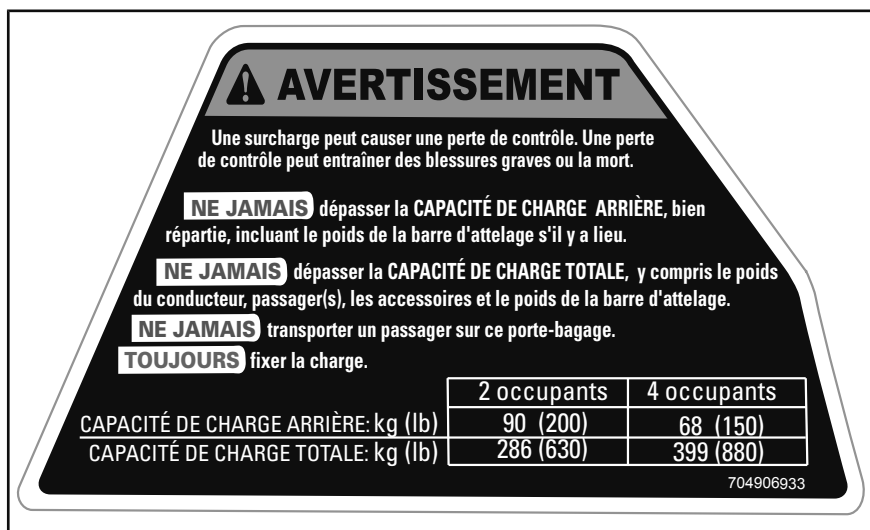 AVERTISSEMENT
Une surcharge peut causer une perte de contrôle. Une perte
de contrôle peut entraîner des blessures graves ou la mort.
NE JAMAIS dépasser la CAPACITÉ DE CHARGE ARRIÈRE, bien
répartie, incluant le poids de la barre d'attelage s'il y a lieu.
NE JAMAIS dépasser la CAPACITÉ DE CHARGE TOTALE, y compris le poids
du conducteur, passager(s), les accessoires et le poids de la barre d'attelage.
NE JAMAIS transporter un passager sur ce porte-bagage.
TOUJOURS fixer la charge.
2 occupants 4 occupants
CAPACITÉ DE CHARGE ARRIÈRE: kg (lb) 90 (200) 68 (150)
CAPACITÉ DE CHARGE TOTALE: kg (lb) 286 (630) 399 (880)
704906933